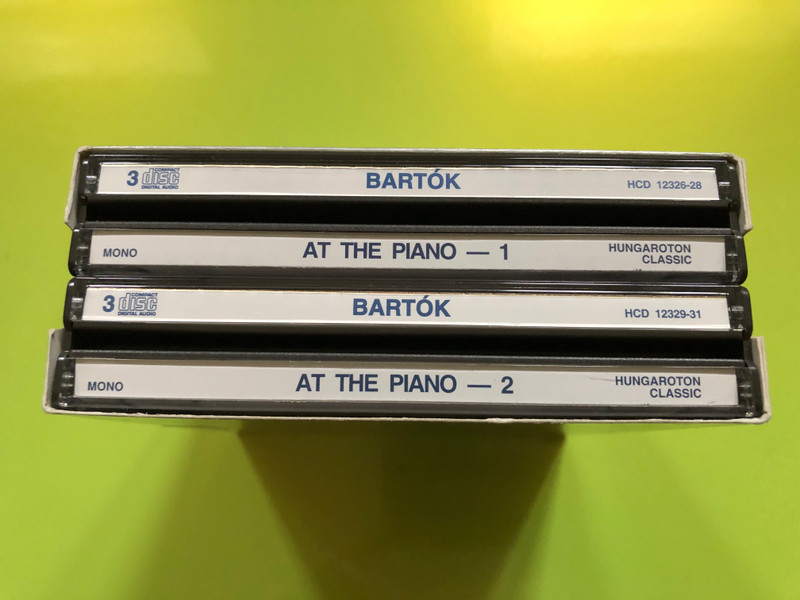 3 COMPACT disc DIGITAL AUDIO BARTÓK HCD 12326-28
MONO AT THE PIANO — 1 HUNGAROTON CLASSIC
3 COMPACT disc DIGITAL AUDIO BARTÓK HCD 12329-31
MONO AT THE PIANO — 2 HUNGAROTON CLASSIC